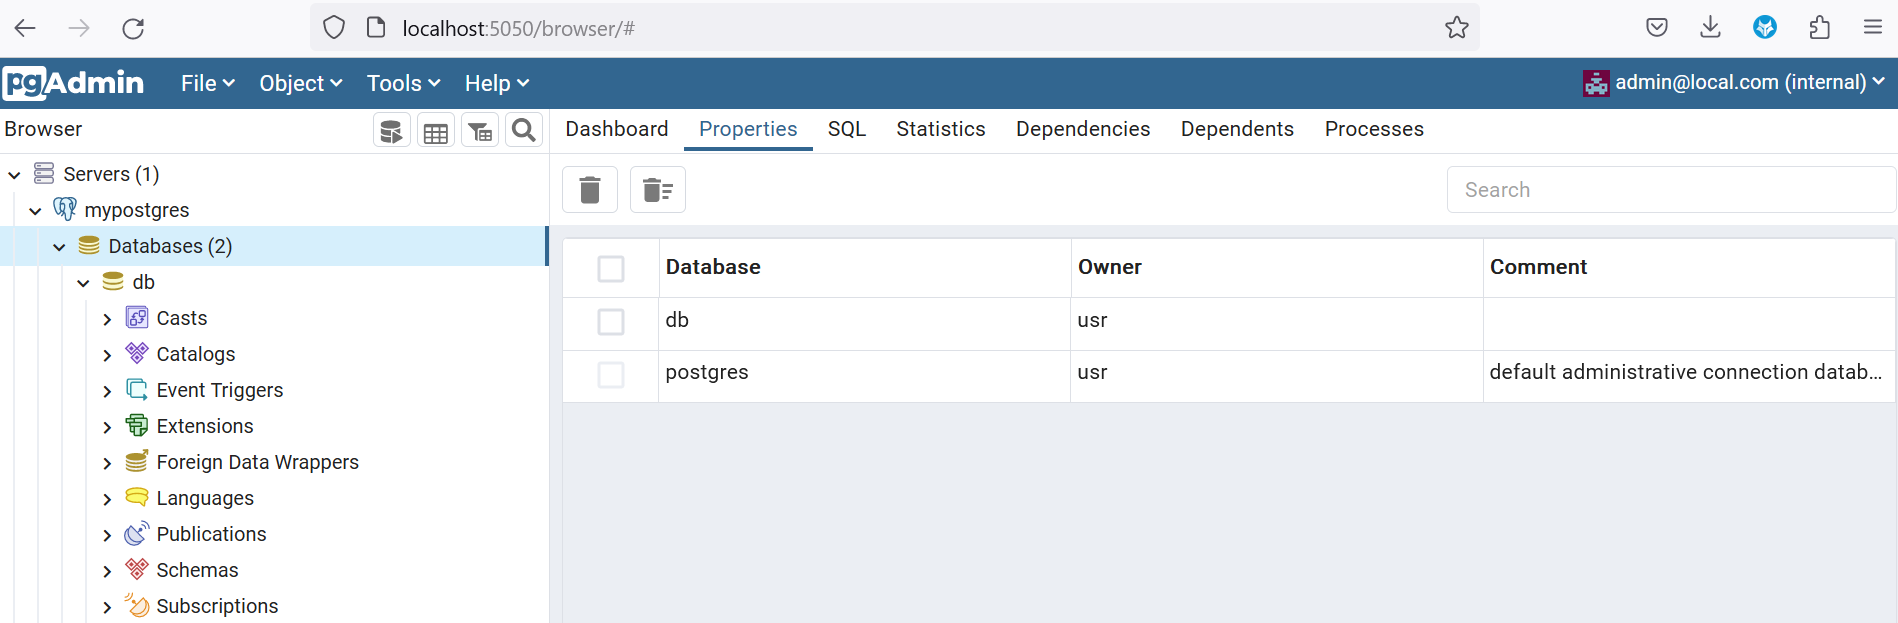 localhost:5050/browser/#
pgAdmin File Object Tools Help admin@local.com (internal)
Browser Dashboard Properties SQL Statistics Dependencies Dependents Processes
Servers (1)
Search
mypostgres
Databases (2)
Database Owner Comment
db
db usr
Casts
Catalogs
postgres usr default administrative connection datab...
Event Triggers
Extensions
Foreign Data Wrappers
Languages
Publications
Schemas
Subscriptions